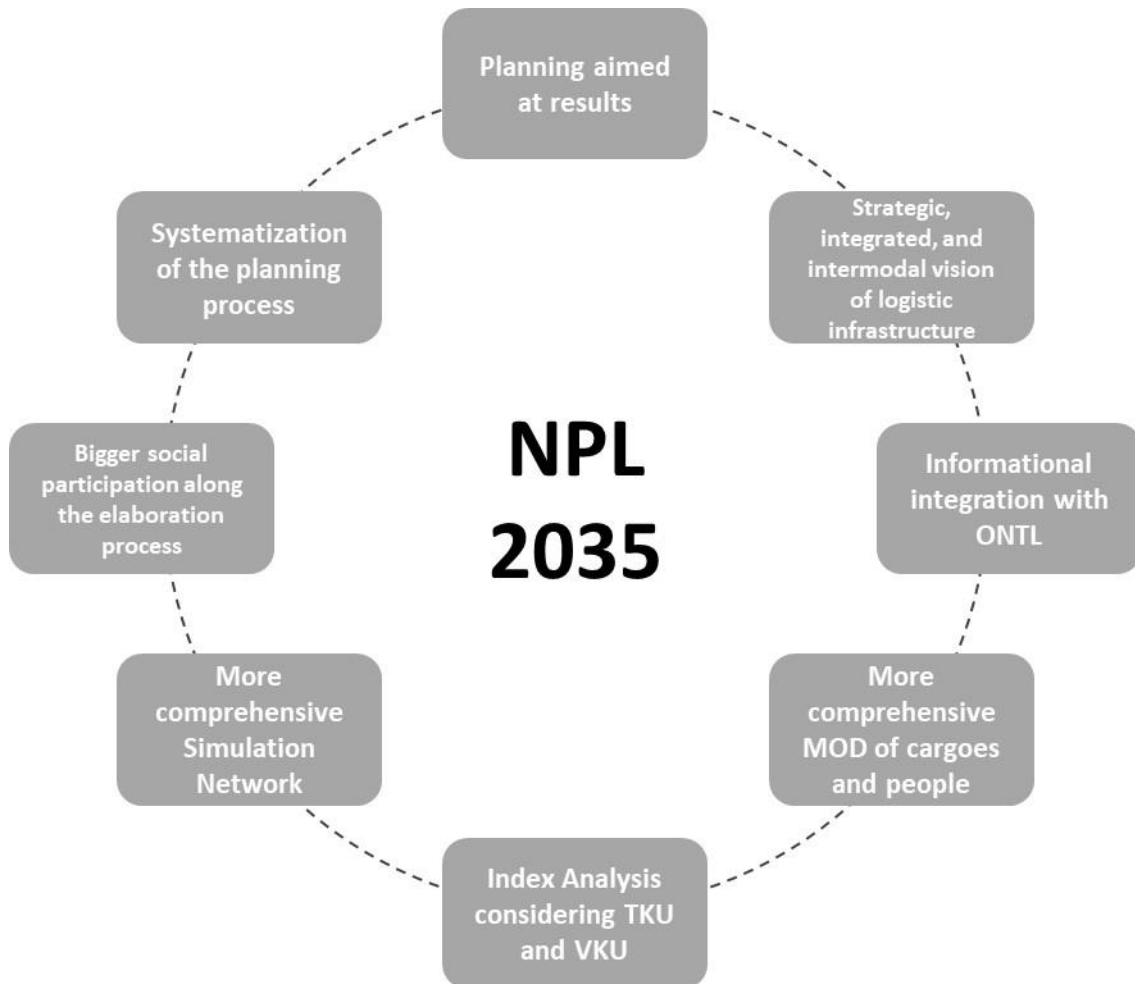 Planning aimed
at results
Strategic,
integrated, and
intermodal vision
of logistic
infrastructure
Informational
integration with
ONTL
More
comprehensive
MOD of cargoes
and people
Index Analysis
considering TKU
and VKU
More
comprehensive
Simulation
Network
Bigger social
participation along
the elaboration
process
Systematization
of the planning
process
NPL
2035